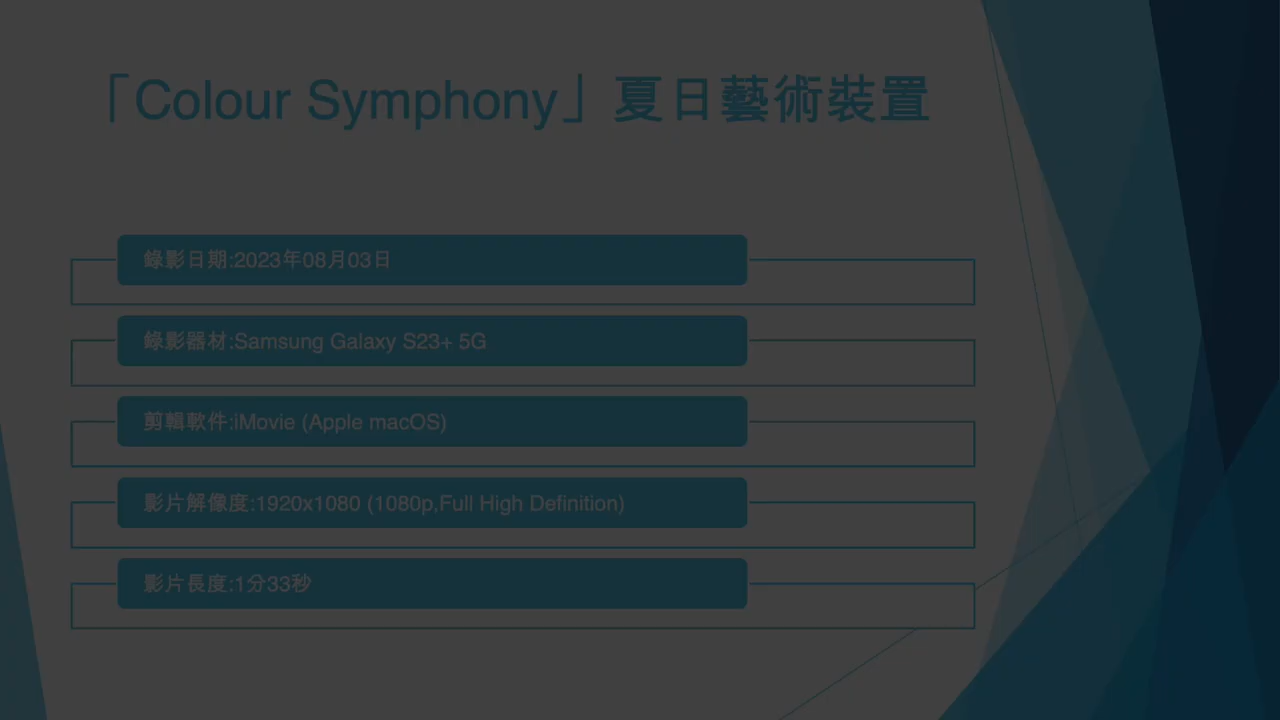 「Colour Symphony」夏日藝術裝置
錄影日期:2023年08月03日
錄影器材:Samsung Galaxy S23+ 5G
剪輯軟件:iMovie (Apple macOS)
影片解像度:1920x1080 (1080p,Full High Definition)
影片長度:1分33秒